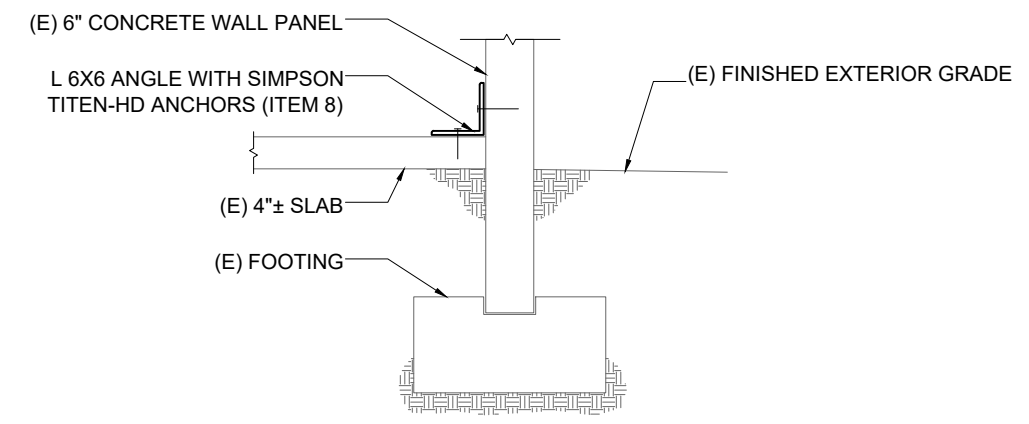 (E) 6" CONCRETE WALL PANEL
L 6X6 ANGLE WITH SIMPSON
TITEN-HD ANCHORS (ITEM 8)
(E) FINISHED EXTERIOR GRADE
(E) 4"± SLAB
(E) FOOTING